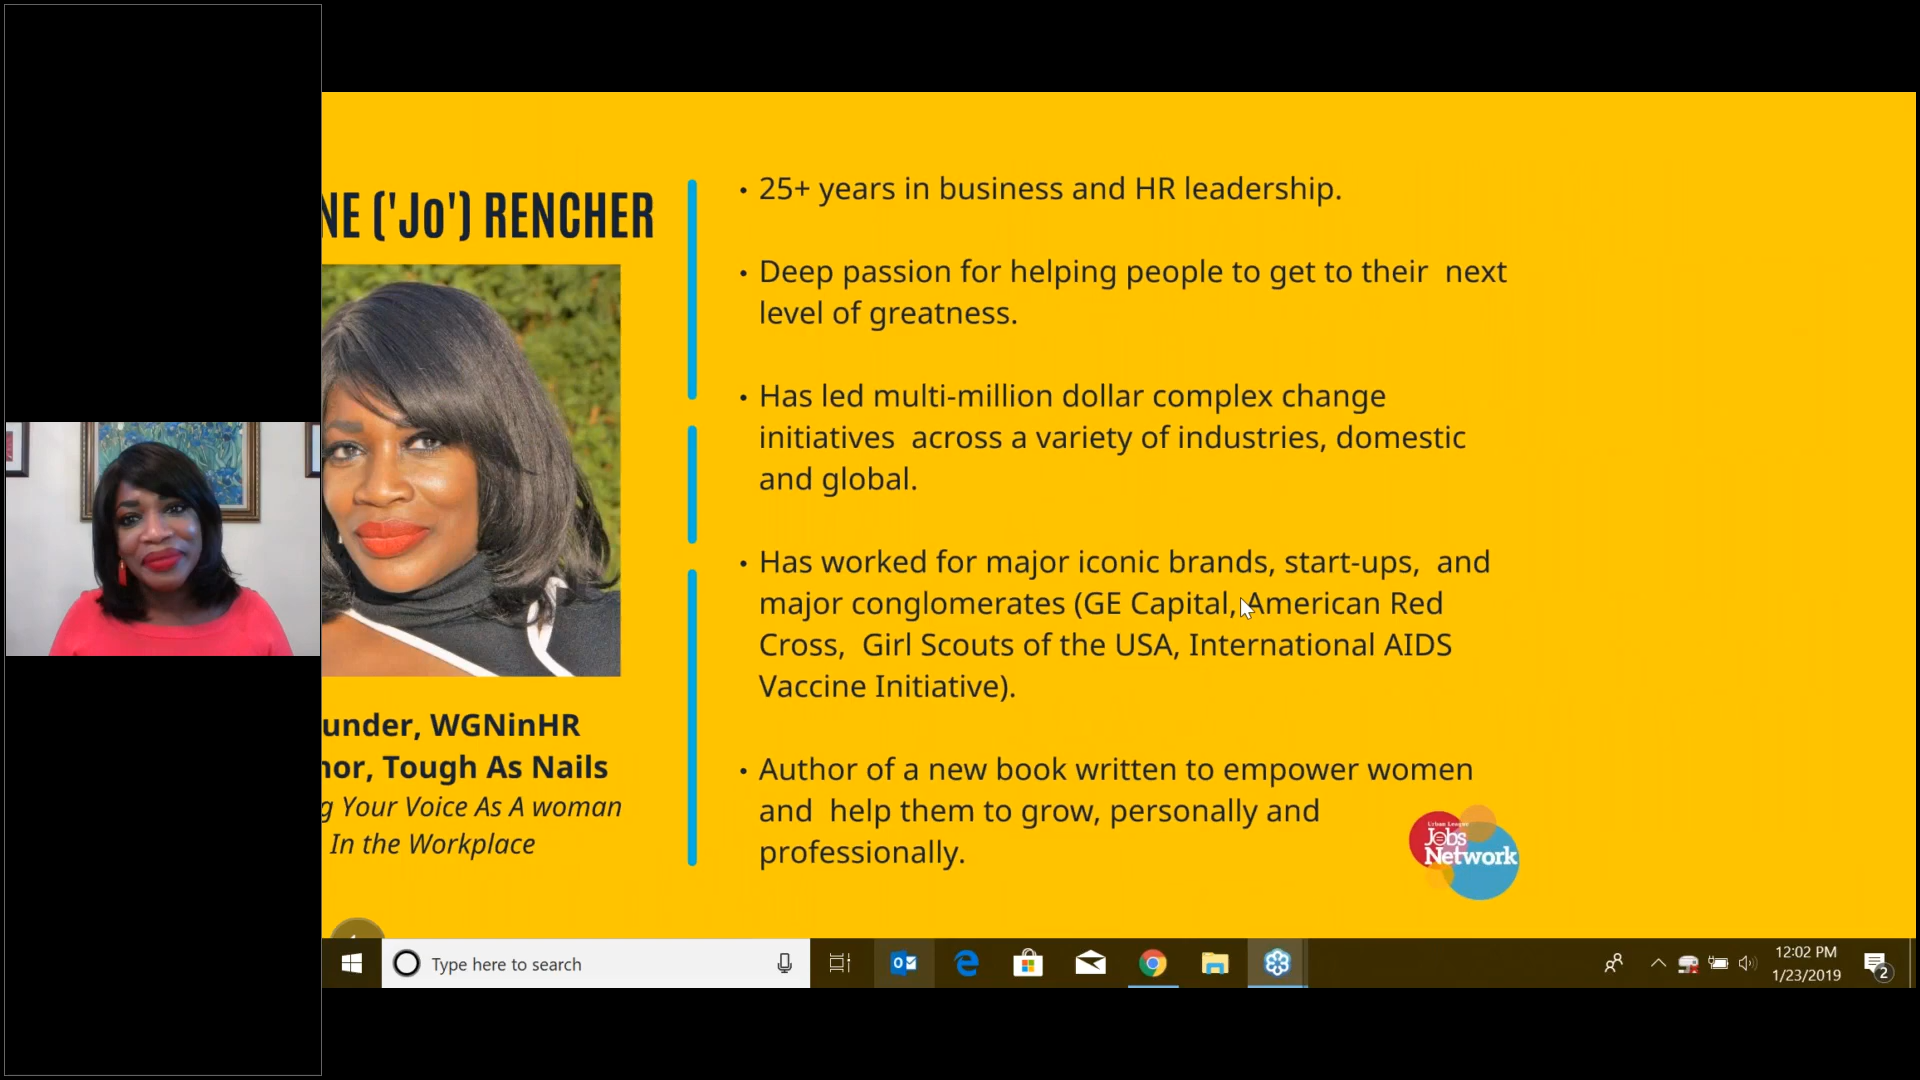 NE ('Jo') RENCHER
under, WGNinHR
hor, Tough As Nails
g Your Voice As A woman
In the Workplace
• 25+ years in business and HR leadership.
• Deep passion for helping people to get to their next
level of greatness.
• Has led multi-million dollar complex change
initiatives across a variety of industries, domestic
and global.
• Has worked for major iconic brands, start-ups, and
major conglomerates (GE Capital, American Red
Cross, Girl Scouts of the USA, International AIDS
Vaccine Initiative).
• Author of a new book written to empower women
and help them to grow, personally and
professionally.
Urban League
Jobs
Network
Type here to search
12:02 PM
1/23/2019
2